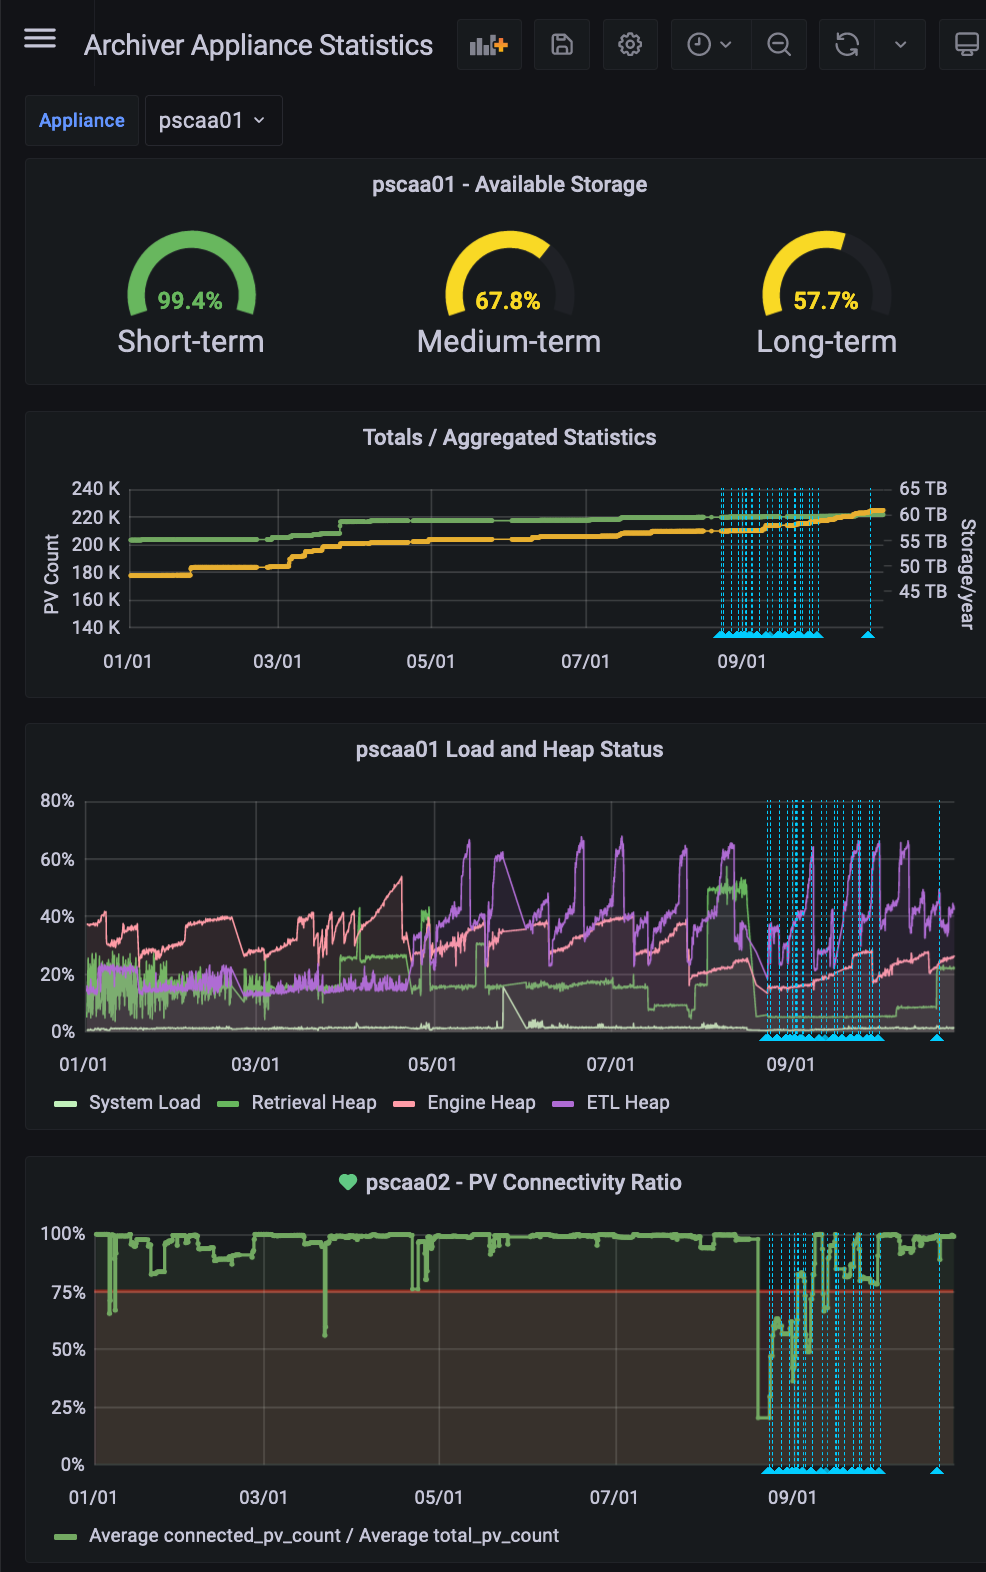 Archiver Appliance Statistics
Appliance pscaa01
pscaa01 - Available Storage
99.4% 67.8% 57.7%
Short-term Medium-term Long-term
Totals / Aggregated Statistics
240 K 65 TB
220 K 60 TB
200 K 55 TB
180 K 50 TB
160 K 45 TB
140 K
PV Count
Storage/year
01/01 03/01 05/01 07/01 09/01
pscaa01 Load and Heap Status
80%
60%
40%
20%
0%
01/01 03/01 05/01 07/01 09/01
System Load Retrieval Heap Engine Heap ETL Heap
pscaa02 - PV Connectivity Ratio
100%
75%
50%
25%
0%
01/01 03/01 05/01 07/01 09/01
Average connected_pv_count / Average total_pv_count